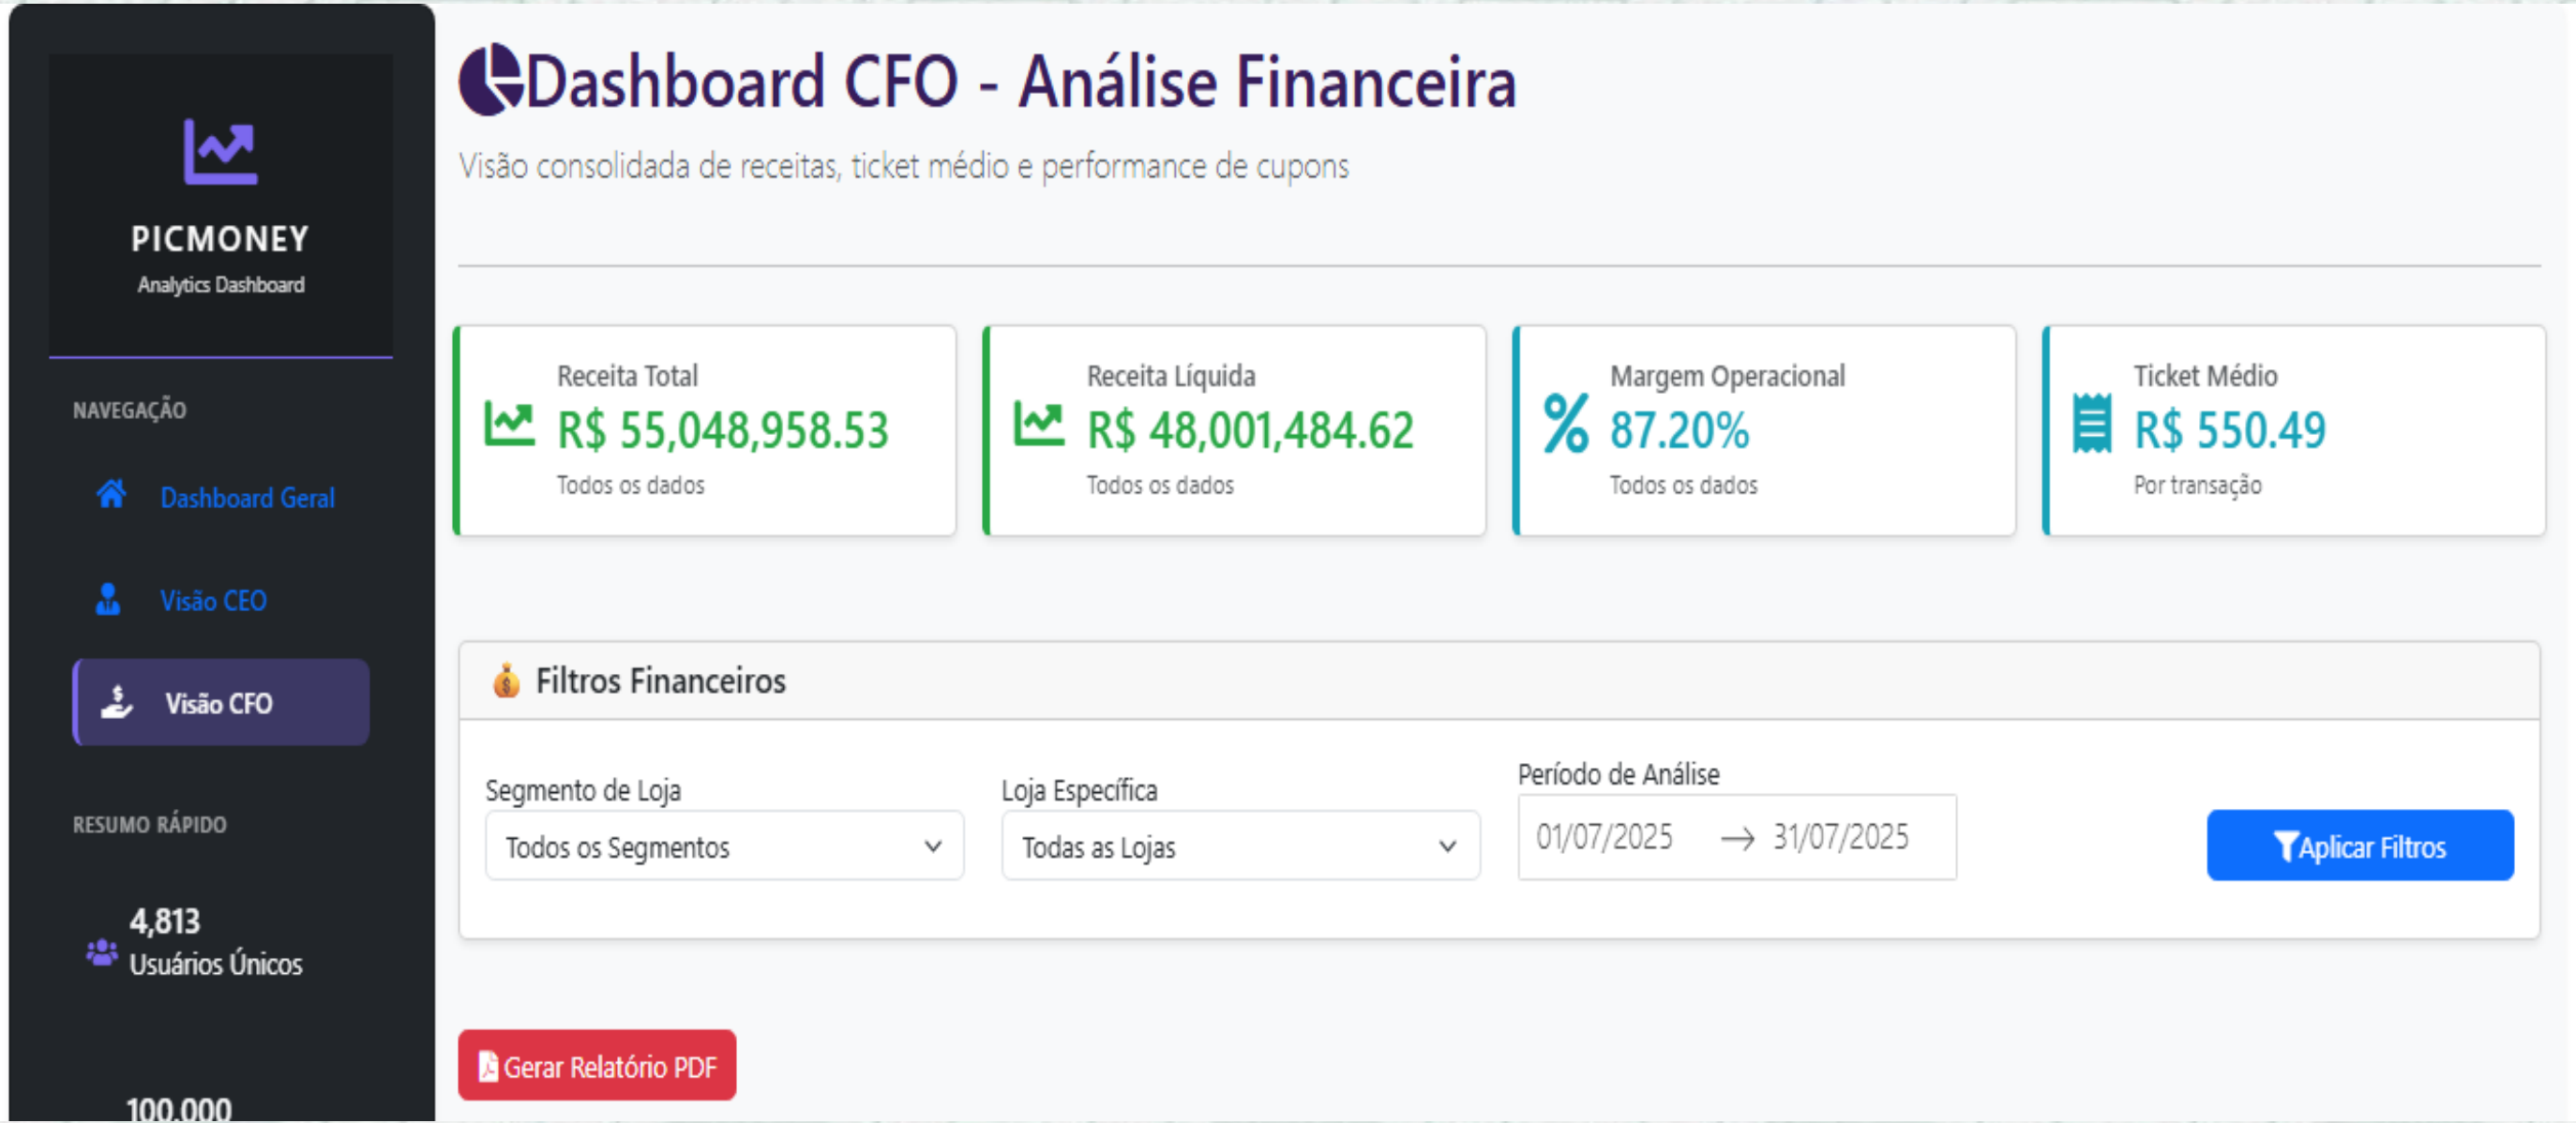 PICMONEY
Analytics Dashboard
NAVEGAÇÃO
Dashboard Geral
Visão CEO
Visão CFO
RESUMO RÁPIDO
4,813
Usuários Únicos
100,000
Dashboard CFO - Análise Financeira
Visão consolidada de receitas, ticket médio e performance de cupons
Receita Total
R$ 55,048,958.53
Todos os dados
Receita Líquida
R$ 48,001,484.62
Todos os dados
Margem Operacional
87.20%
Todos os dados
Ticket Médio
R$ 550.49
Por transação
Filtros Financeiros
Segmento de Loja
Todos os Segmentos
Loja Específica
Todas as Lojas
Período de Análise
01/07/2025 → 31/07/2025
Aplicar Filtros
Gerar Relatório PDF